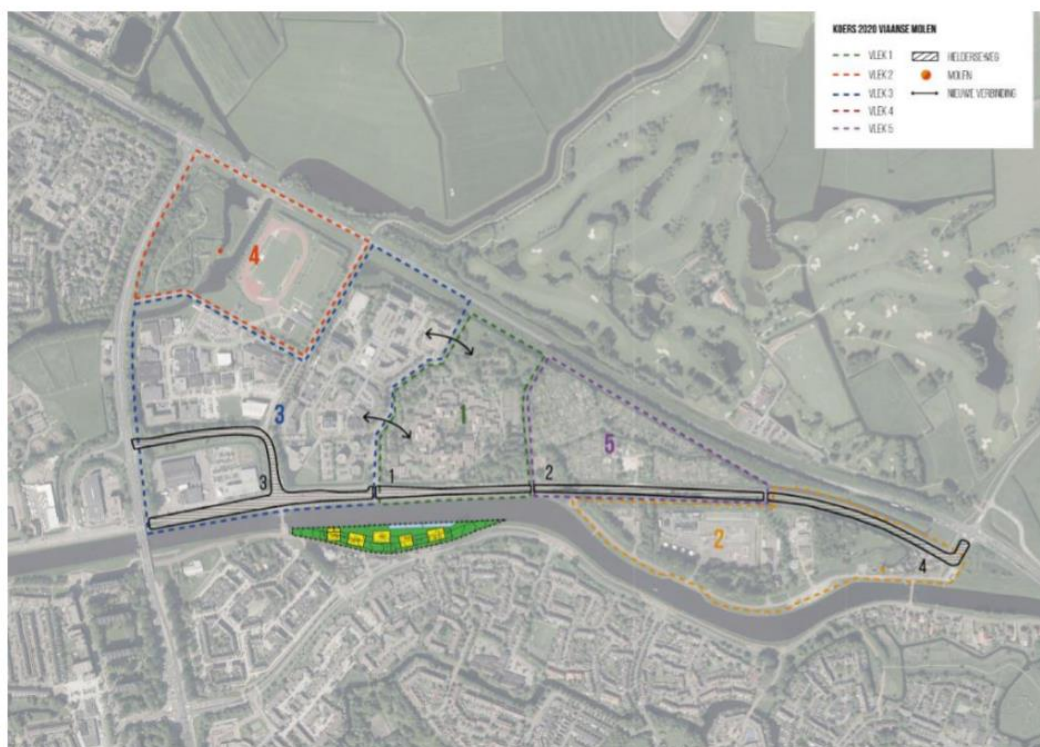 KOERS 2020 VIAANSE MOLEN
VLEK 1
VLEK 2
VLEK 3
VLEK 4
VLEK 5
HELDERSEWEG
MOLEN
NIEUWE VERBINDING
4
3
1
5
2
1
2
3
4